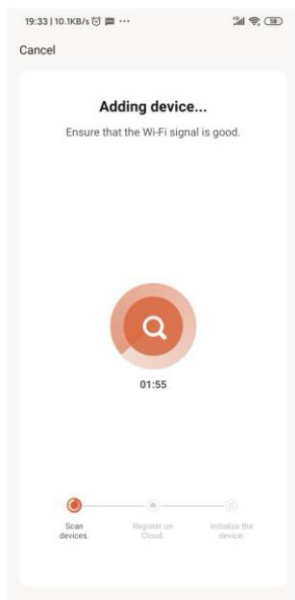 19:33 | 10.1KB/s ··· 58
Cancel
Adding device...
Ensure that the Wi-Fi signal is good.
01:55
Scan devices.
Register on Cloud.
Initialize the device.